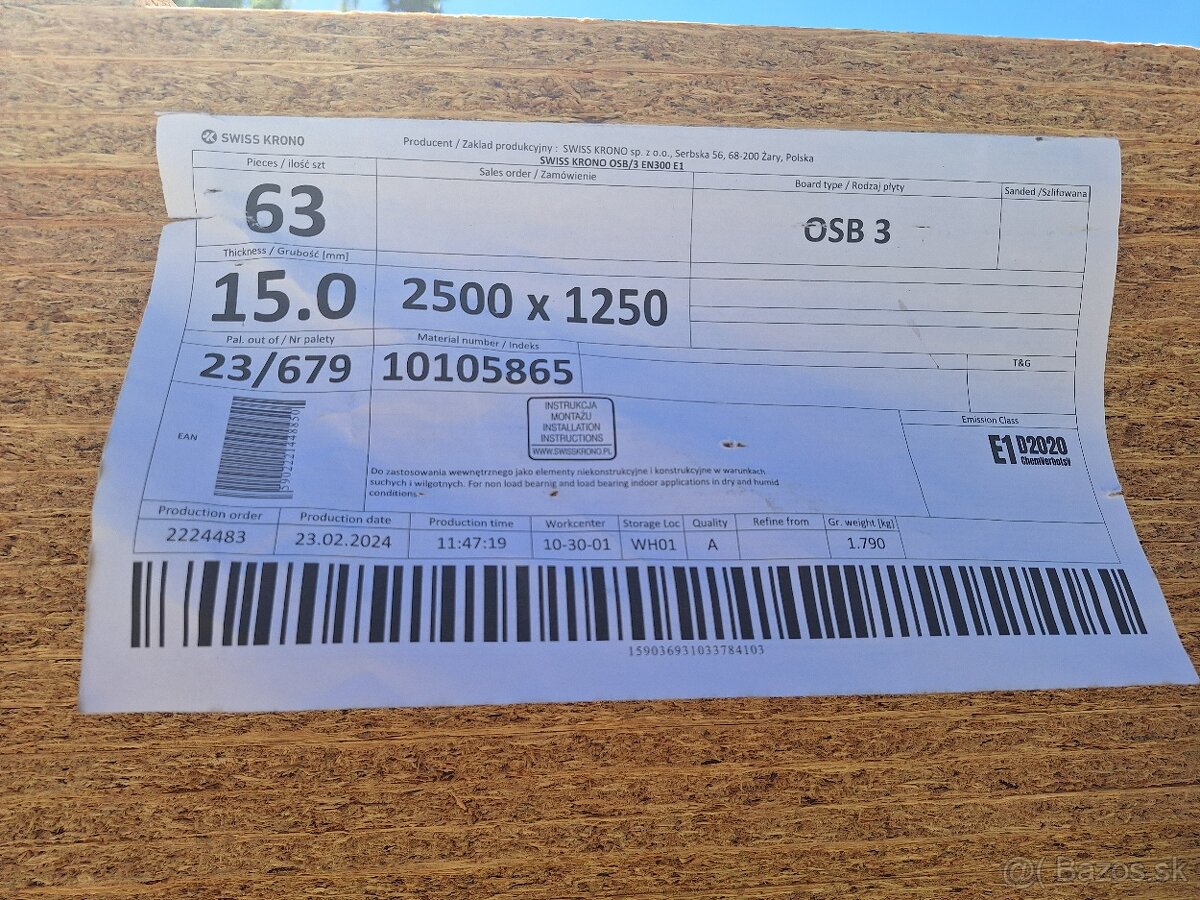 SWISS KRONO
Producent / Zakład produkcyjny : SWISS KRONO sp. z o.o., Serbska 56, 68-200 Żary, Polska
SWISS KRONO OSB/3 EN300 E1
Pieces / ilość szt
Sales order / Zamówienie
Board type / Rodzaj płyty
Sanded /Szlifowana
63
OSB 3
Thickness / Grubość [mm]
15.0
2500 x 1250
Pal. out of / Nr palety
Material number / Indeks
T&G
23/679
10105865
EAN
INSTRUKCJA
MONTAŻU
INSTALLATION
INSTRUCTIONS
WWW.SWISSKRONO.PL
Emission Class
E1 D2020
ChemVerbotsV
Do zastosowania wewnętrznego jako elementy niekonstrukcyjne i konstrukcyjne w warunkach
suchych i wilgotnych. For non load bearnig and load bearing indoor applications in dry and humid
conditions.
Production order
Production date
Production time
Workcenter
Storage Loc
Quality
Refine from
Gr. weight [kg]
2224483
23.02.2024
11:47:19
10-30-01
WH01
A
1.790
159036931033784103
@( Bazos.sk